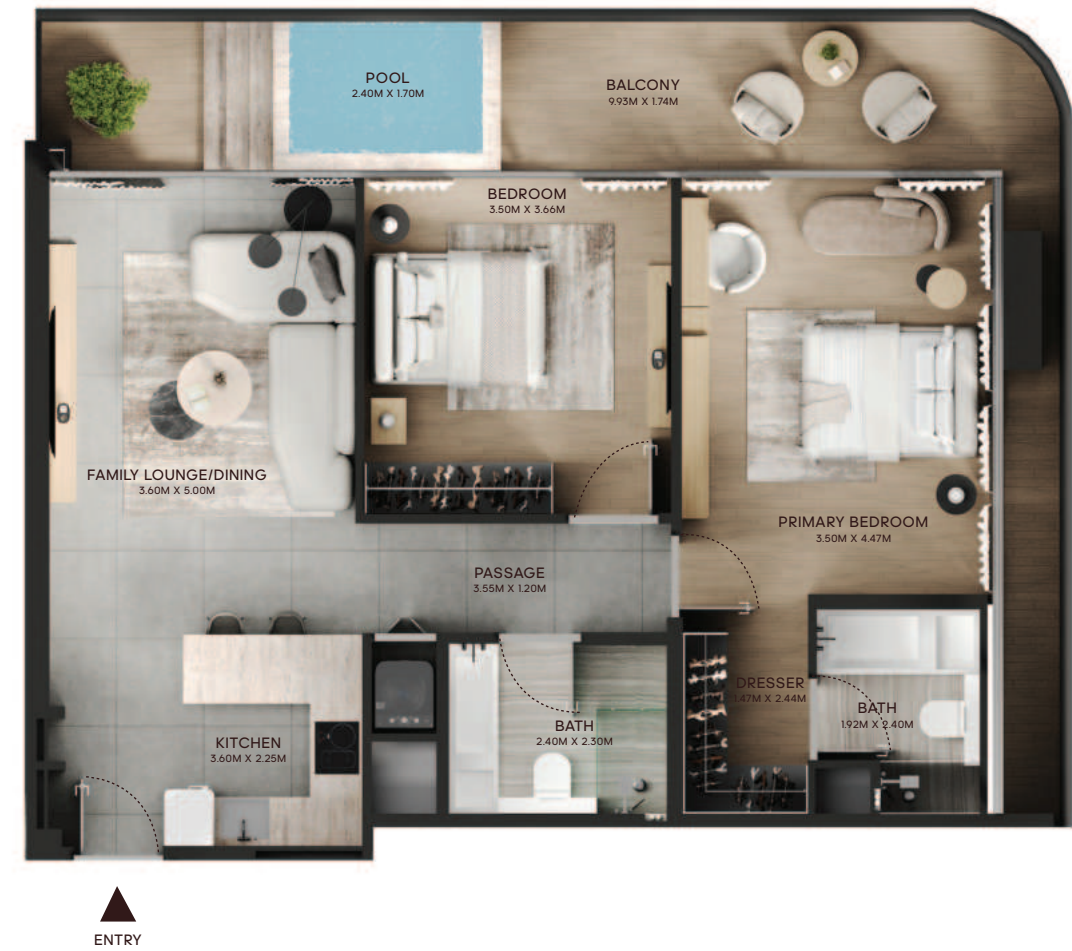 POOL
2.40M X 1.70M
BALCONY
9.93M X 1.74M
BEDROOM
3.50M X 3.66M
FAMILY LOUNGE/DINING
3.60M X 5.00M
PRIMARY BEDROOM
3.50M X 4.47M
PASSAGE
3.55M X 1.20M
DRESSER
1.47M X 2.44M
BATH
1.92M X 2.40M
BATH
2.40M X 2.30M
KITCHEN
3.60M X 2.25M
ENTRY